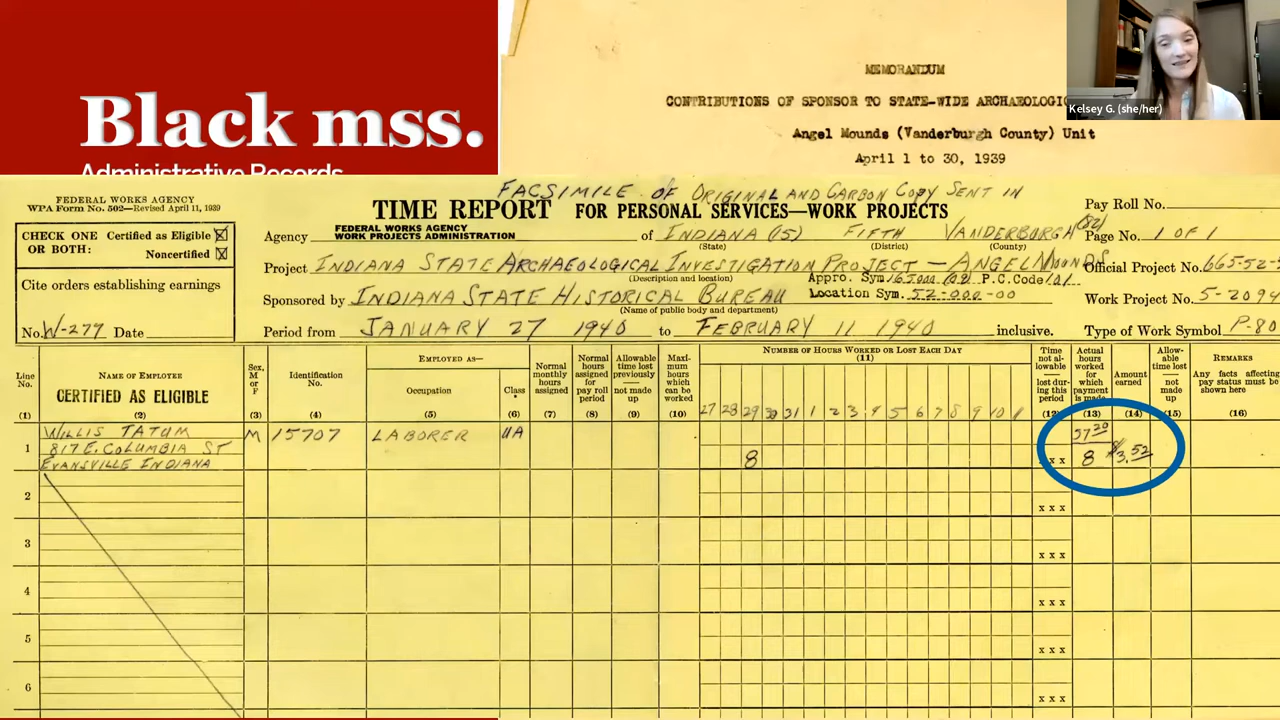 Black mss.
Administrative Records
MEMORANDUM
CONTRIBUTIONS OF SPONSOR TO STATE-WIDE
Angel Mounds (Vanderburgh County) Unit
April 1 to 30, 1939
Kelsey G. (she/her)
FACSIMILE OF ORIGINAL AND CARBON COPY SENT IN
FEDERAL WORKS AGENCY
WPA Form No. 502—Revised April 11, 1939
TIME REPORT FOR PERSONAL SERVICES—WORK PROJECTS
Pay Roll No.
CHECK ONE OR BOTH: Certified as Eligible
Noncertified
Agency FEDERAL WORKS AGENCY WORK PROJECTS ADMINISTRATION of INDIANA (15) FIFTH VANDERBURGH (82) Page No. 1 OF 1
(State) (District) (County)
Project INDIANA STATE ARCHAEOLOGICAL INVESTIGATION PROJECT — ANGEL MOUNDS Official Project No. 665-52-
(Description and location) Appro. Sym. P.C. Code 101
Cite orders establishing earnings
Sponsored by INDIANA STATE HISTORICAL BUREAU Location Sym. 52-000-00 Work Project No. 5-2094
(Name of public body and department)
No. W-277 Date
Period from JANUARY 27 1940 to FEBRUARY 11 1940 inclusive. Type of Work Symbol P-80
Line No. (1)
NAME OF EMPLOYEE
CERTIFIED AS ELIGIBLE
(2)
Sex, M or F (3)
Identification No. (4)
EMPLOYED AS—
Occupation (5)
Class* (6)
Normal monthly hours assigned (7)
Normal hours assigned for pay roll period (8)
Allowable time lost previously — not made up (9)
Maximum hours which can be worked (10)
NUMBER OF HOURS WORKED OR LOST EACH DAY
(11)
27 28 29 30 31 1 2 3 4 5 6 7 8 9 10 11
Time not allowable — lost during this period (12)
Actual hours worked for which payment is made (13)
Amount earned (14)
Allowable time lost — not made up (15)
REMARKS
Any facts affecting pay status must be shown here
(16)
WILLIS TATUM M 15707 LABORER UA 57.20
1 817 E. COLUMBIA ST
EVANSVILLE INDIANA 8 x x x 8 $3.52
2
x x x
3
x x x
4
x x x
5
x x x
6
x x x